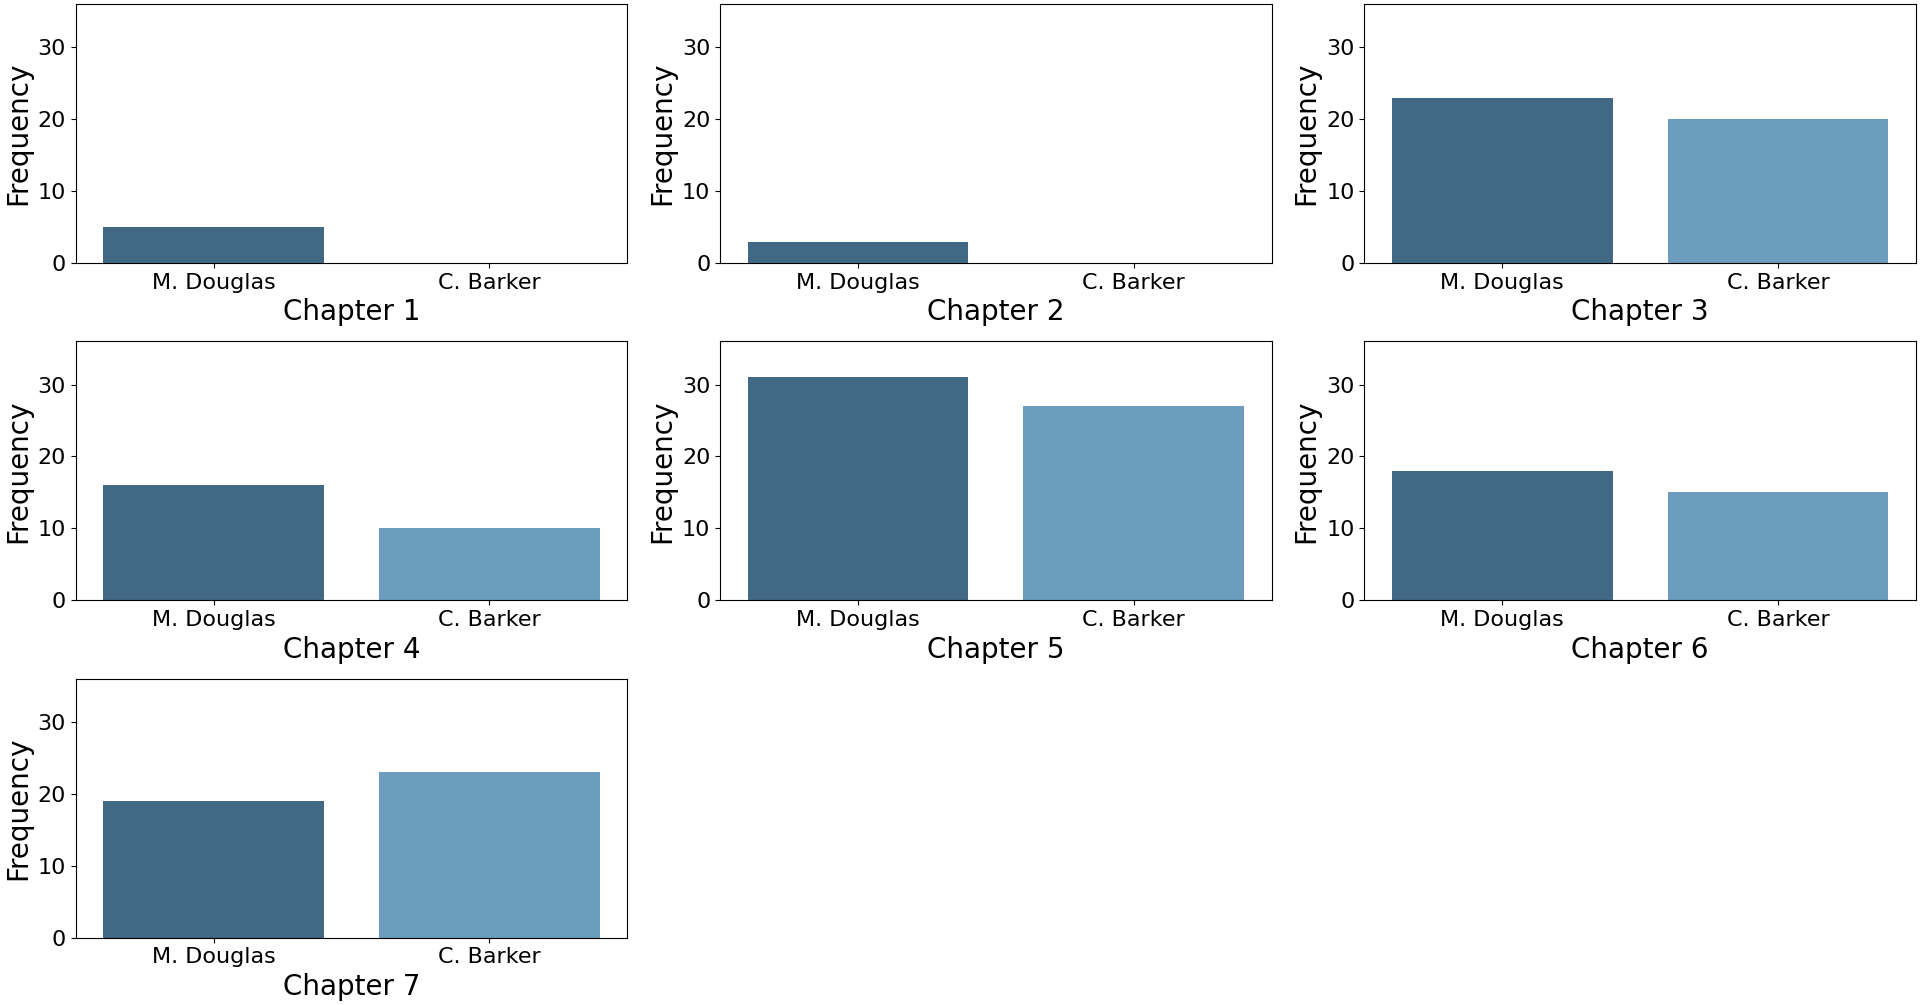 Frequency
30
20
10
0
M. Douglas C. Barker
Chapter 1
Frequency
30
20
10
0
M. Douglas C. Barker
Chapter 2
Frequency
30
20
10
0
M. Douglas C. Barker
Chapter 3
Frequency
30
20
10
0
M. Douglas C. Barker
Chapter 4
Frequency
30
20
10
0
M. Douglas C. Barker
Chapter 5
Frequency
30
20
10
0
M. Douglas C. Barker
Chapter 6
Frequency
30
20
10
0
M. Douglas C. Barker
Chapter 7